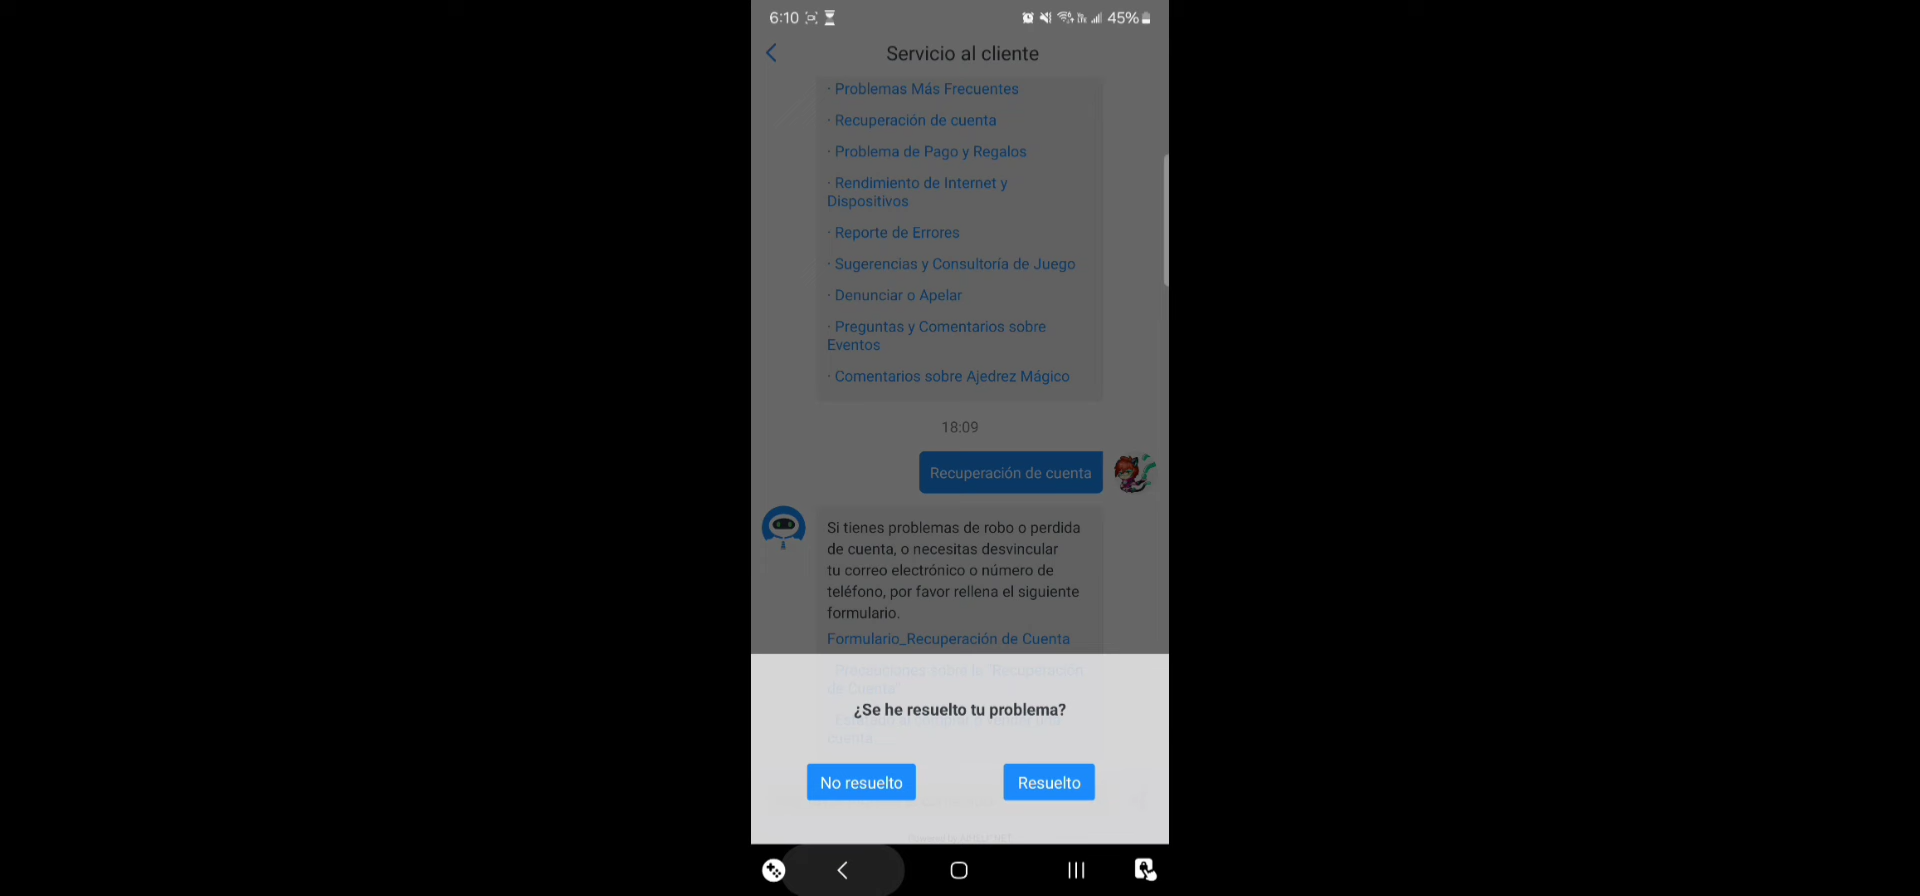 6:10
45%
Servicio al cliente
· Problemas Más Frecuentes
· Recuperación de cuenta
· Problema de Pago y Regalos
· Rendimiento de Internet y
Dispositivos
· Reporte de Errores
· Sugerencias y Consultoría de Juego
· Denunciar o Apelar
· Preguntas y Comentarios sobre
Eventos
· Comentarios sobre Ajedrez Mágico
18:09
Recuperación de cuenta
Si tienes problemas de robo o perdida
de cuenta, o necesitas desvincular
tu correo electrónico o número de
teléfono, por favor rellena el siguiente
formulario.
Formulario_Recuperación de Cuenta
· Precauciones sobre la "Recuperación
de Cuenta"
¿Se he resuelto tu problema?
cuenta
No resuelto
Resuelto